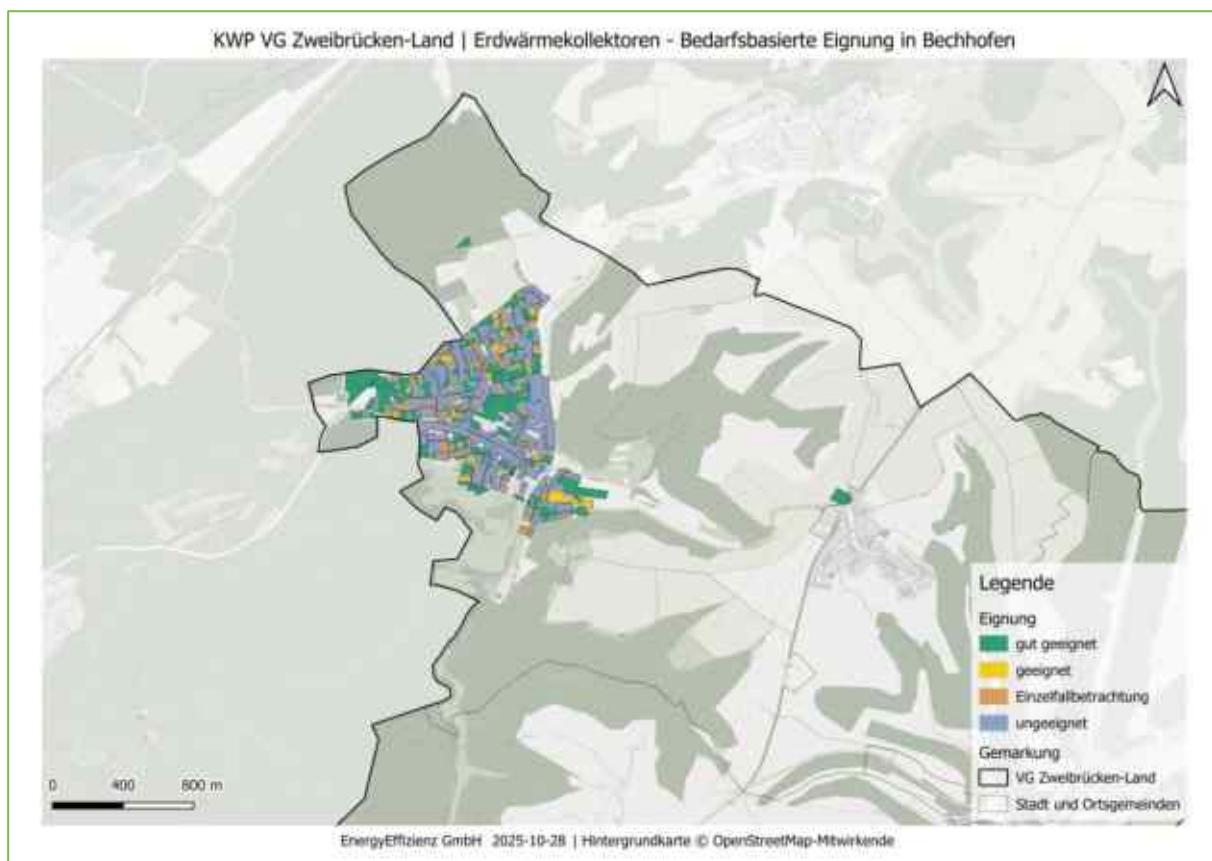 KWP VG Zweibrücken-Land | Erdwärmekollektoren - Bedarfsbasierte Eignung in Bechhofen
Legende
Eignung
gut geeignet
geeignet
Einzelfallbetrachtung
ungeeignet
Gemarkung
VG Zweibrücken-Land
Stadt und Ortsgemeinden
0 400 800 m
EnergyEffizienz GmbH 2025-10-28 | Hintergrundkarte © OpenStreetMap-Mitwirkende